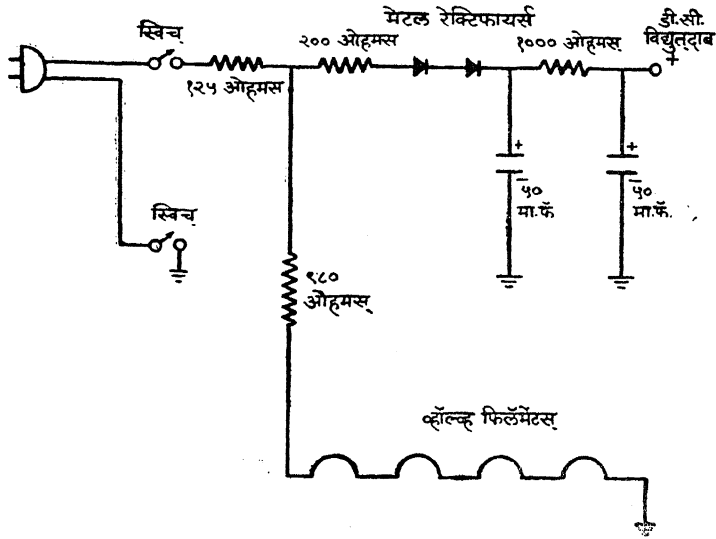 मेटल रेक्टिफायर्स
डी.सी.
विद्युत्‌दाब
+
स्विच्
२०० ओहमस
१००० ओहमस्
१२५ ओहमस
+
५०
मा.फॅ
+
५०
मा.फॅ.
स्विच्
९८०
ओहमस्
व्हॉल्व्ह फिलॅमेंटस्